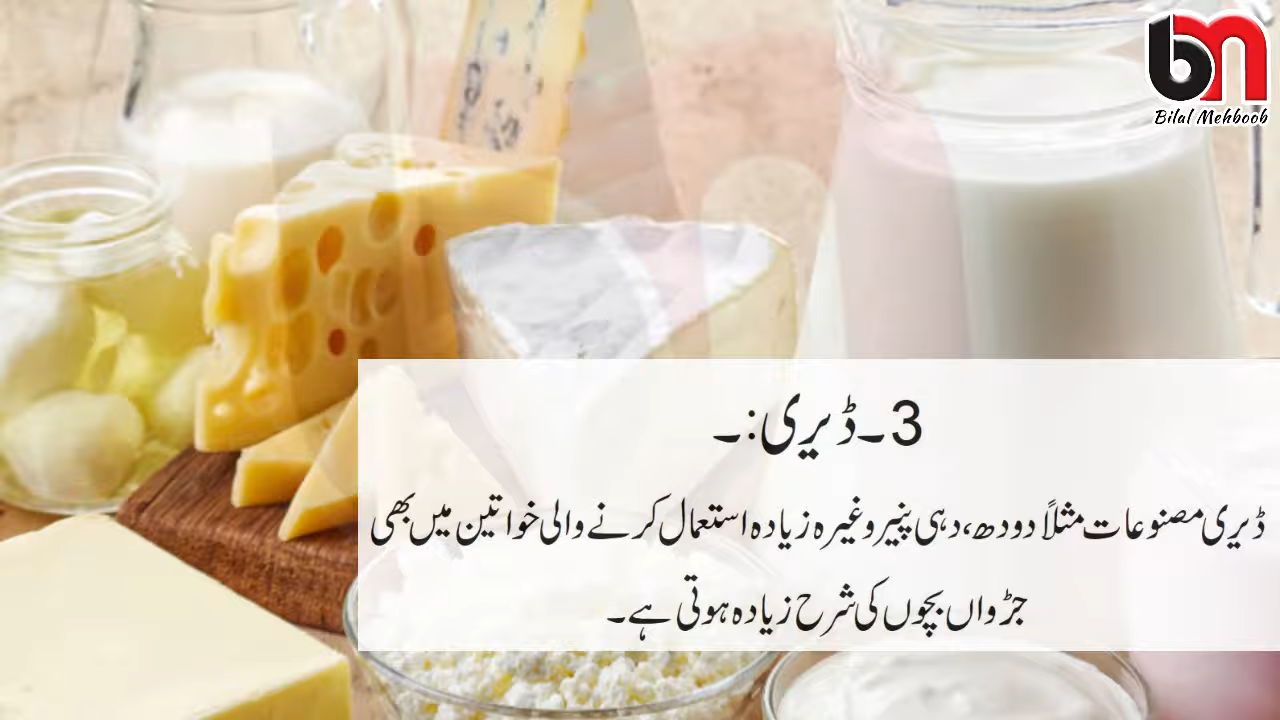 bm
Bilal Mehboob
3۔ڈیری:۔
ڈیری مصنوعات مثلاً دودھ، دہی پنیر وغیرہ زیادہ استعمال کرنے والی خواتین میں بھی
جڑواں بچوں کی شرح زیادہ ہوتی ہے۔